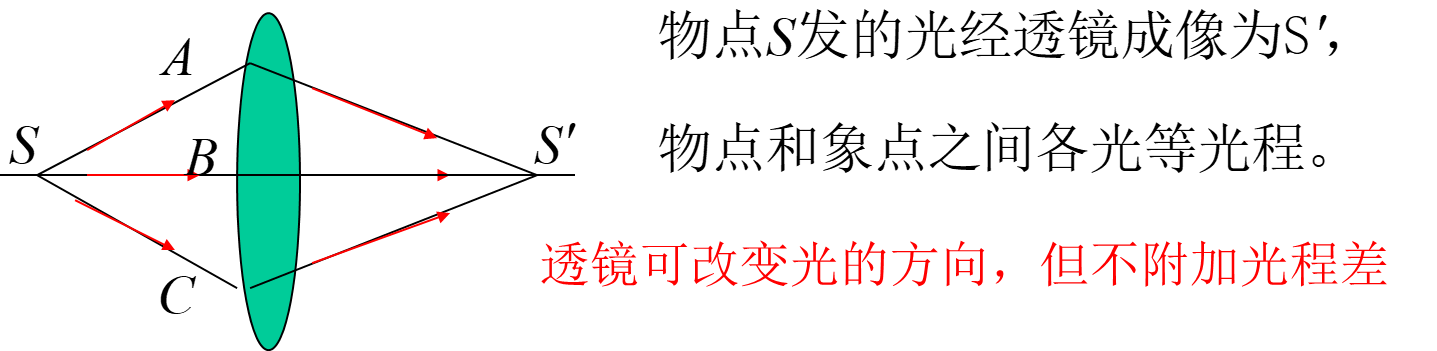 物点S发的光经透镜成像为S′,
物点和象点之间各光等光程。
透镜可改变光的方向，但不附加光程差
A
S
B
S′
C